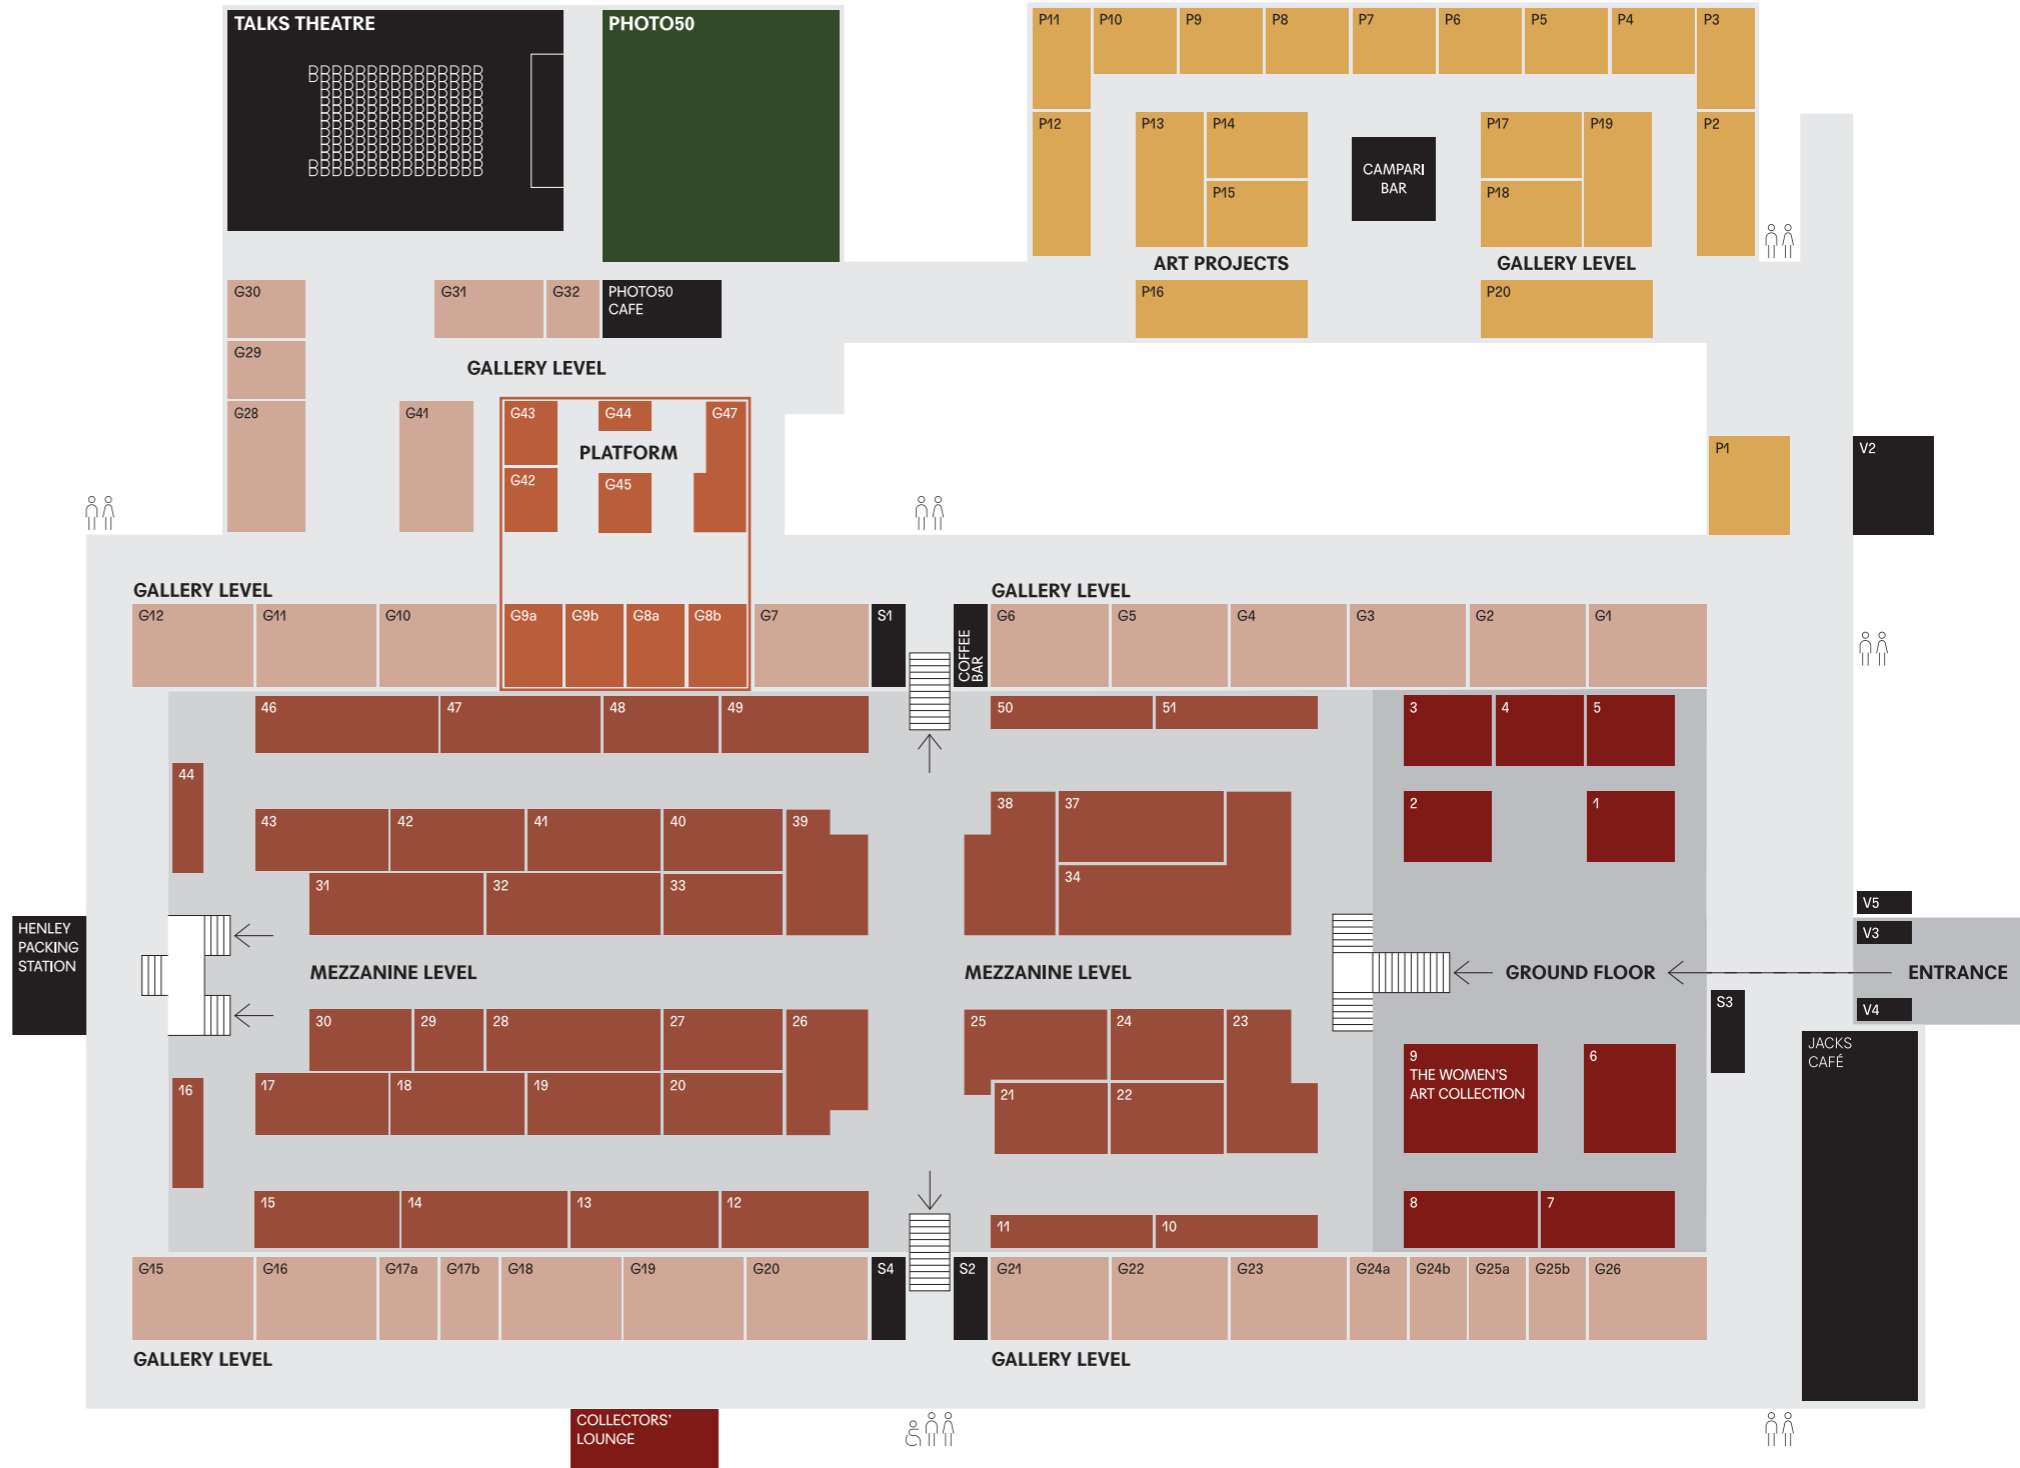 TALKS THEATRE
PHOTO50
P11
P10
P9
P8
P7
P6
P5
P4
P3
P12
P13
P14
P15
CAMPARI
BAR
P17
P18
P19
P2
ART PROJECTS
GALLERY LEVEL
P16
P20
G30
G31
G32
PHOTO50
CAFE
G29
GALLERY LEVEL
G28
G41
G43
G44
G47
PLATFORM
G42
G45
P1
V2
GALLERY LEVEL
GALLERY LEVEL
G12
G11
G10
G9a
G9b
G8a
G8b
G7
S1
COFFEE
BAR
G6
G5
G4
G3
G2
G1
46
47
48
49
50
51
3
4
5
44
43
42
41
40
39
38
37
2
1
31
32
33
34
HENLEY
PACKING
STATION
V5
V3
MEZZANINE LEVEL
MEZZANINE LEVEL
GROUND FLOOR
ENTRANCE
S3
V4
30
29
28
27
26
25
24
23
9
THE WOMEN'S
ART COLLECTION
6
JACKS
CAFÉ
16
17
18
19
20
21
22
15
14
13
12
11
10
8
7
G15
G16
G17a
G17b
G18
G19
G20
S4
S2
G21
G22
G23
G24a
G24b
G25a
G25b
G26
GALLERY LEVEL
GALLERY LEVEL
COLLECTORS'
LOUNGE